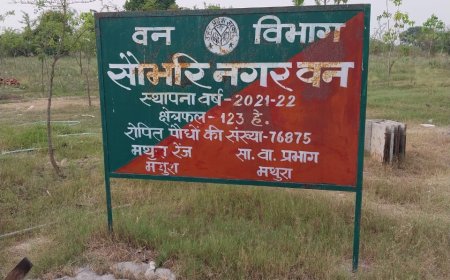 वन विभाग
सौभरि नगर वन
स्थापना वर्ष-2021-22
क्षेत्रफल- 123 हे.
रोपित पौधों की संख्या-76875
मथुरा रेंज सा. वा. प्रभाग
मथुरा मथुरा